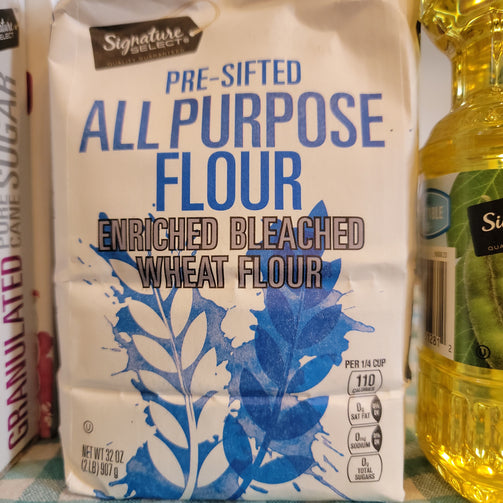 Signature
SELECT
QUALITY GUARANTEED
PRE-SIFTED
ALL PURPOSE
FLOUR
ENRICHED BLEACHED
WHEAT FLOUR
PER 1/4 CUP
110
CALORIES
0g
SAT FAT
0mg
SODIUM
0g
TOTAL
SUGARS
NET WT 32 OZ
(2 LB) 907 g
GRANULATED
PURE
CANE
SUGAR
Si
QUA